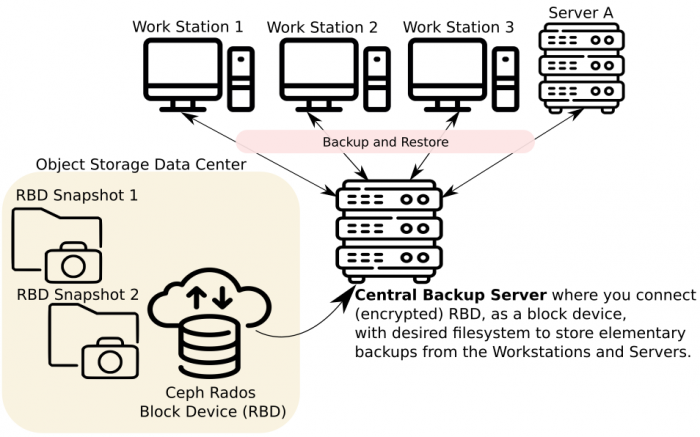 Work Station 1
Work Station 2
Work Station 3
Server A
Backup and Restore
Object Storage Data Center
RBD Snapshot 1
RBD Snapshot 2
Ceph Rados
Block Device (RBD)
Central Backup Server where you connect
(encrypted) RBD, as a block device,
with desired filesystem to store elementary
backups from the Workstations and Servers.